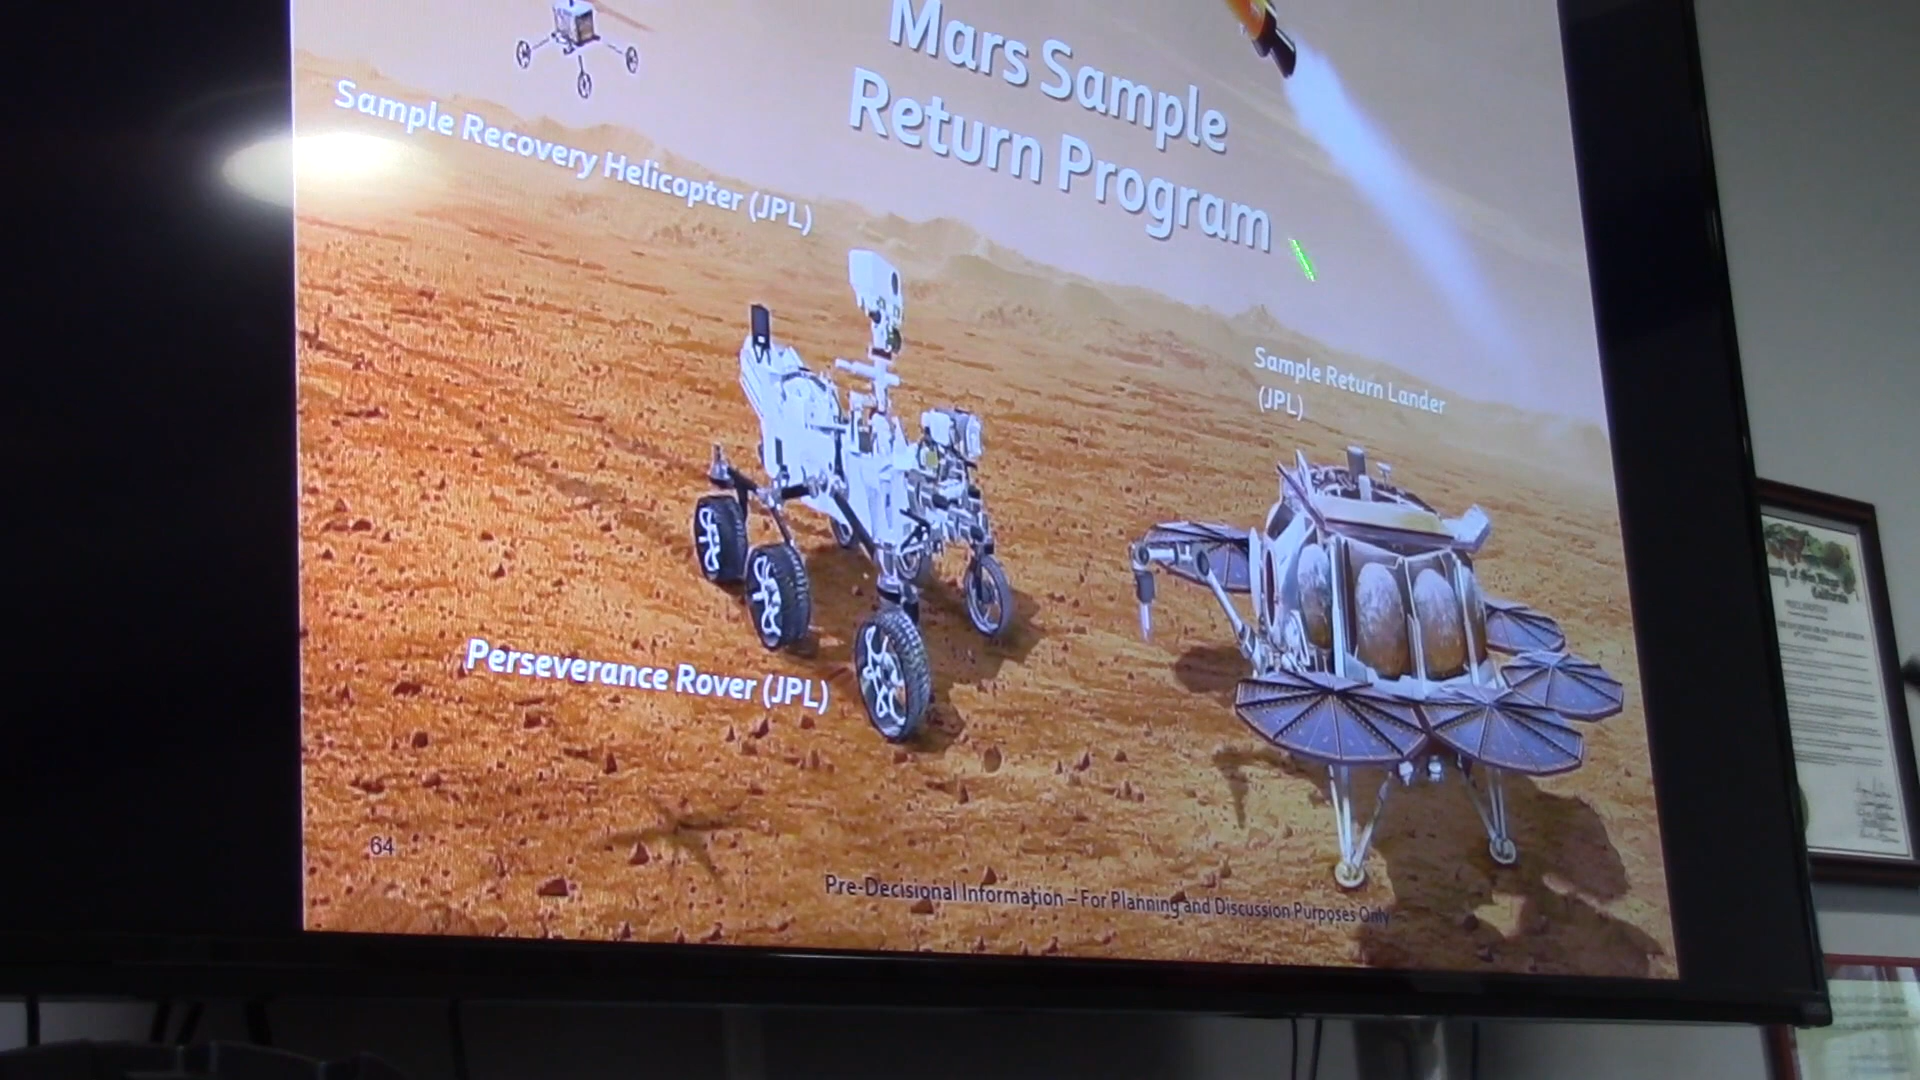 Mars Sample
Return Program
Sample Recovery Helicopter (JPL)
Sample Return Lander
(JPL)
Perseverance Rover (JPL)
64
Pre-Decisional Information – For Planning and Discussion Purposes Only
California